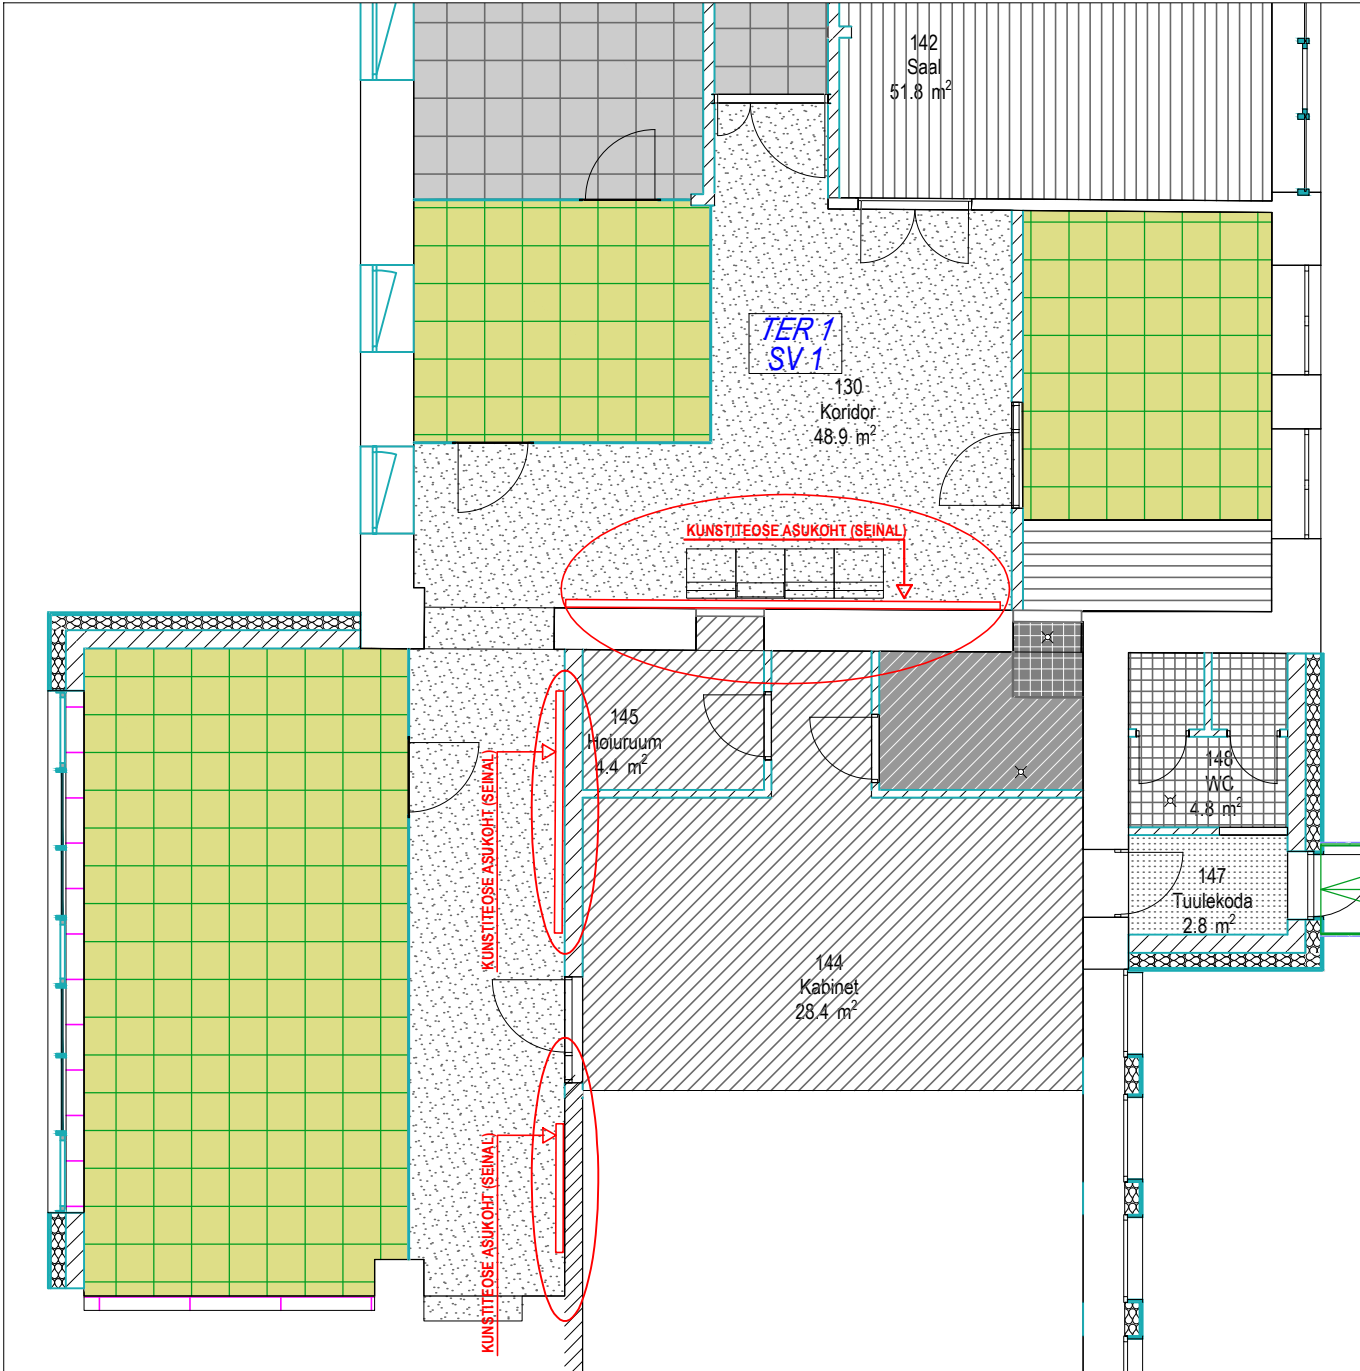 142
Saal
51.8 m²
TER 1
SV 1
130
Koridor
48.9 m²
KUNSTITEOSE ASUKOHT (SEINAL)
145
Hoiuruum
4.4 m²
KUNSTITEOSE ASUKOHT (SEINAL)
148
WC
4.8 m²
147
Tuulekoda
2.8 m²
144
Kabinet
28.4 m²
KUNSTITEOSE ASUKOHT (SEINAL)